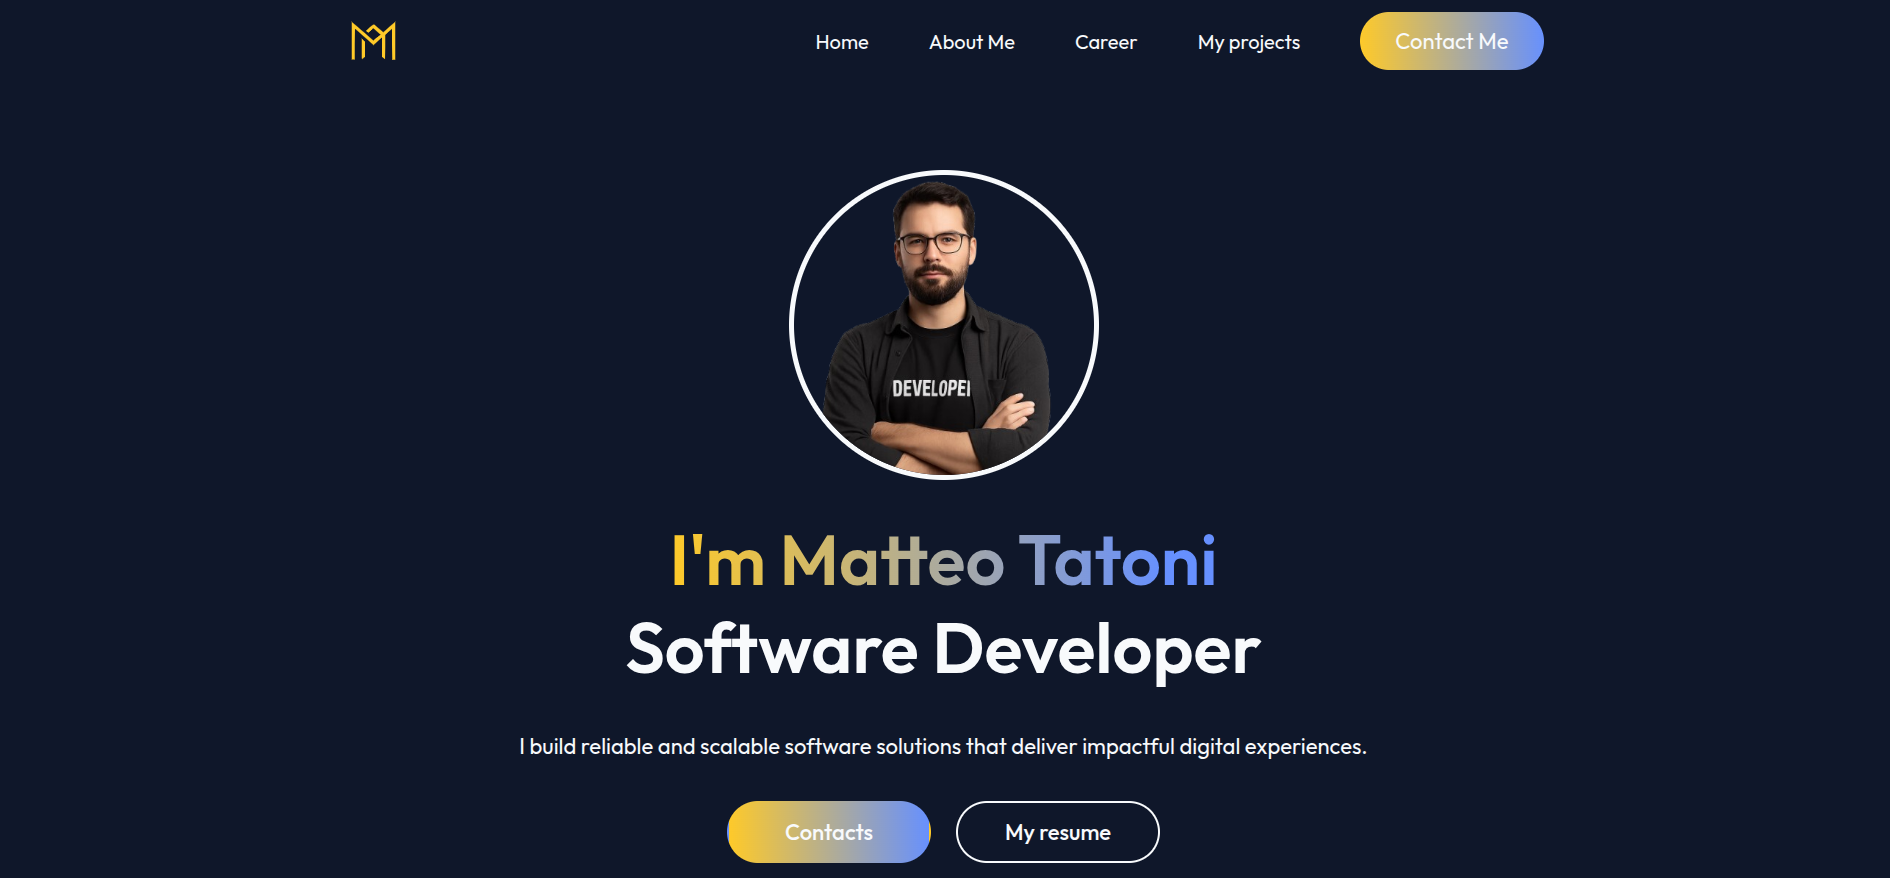 Home About Me Career My projects Contact Me
DEVELOPER
I'm Matteo Tatoni
Software Developer
I build reliable and scalable software solutions that deliver impactful digital experiences.
Contacts My resume